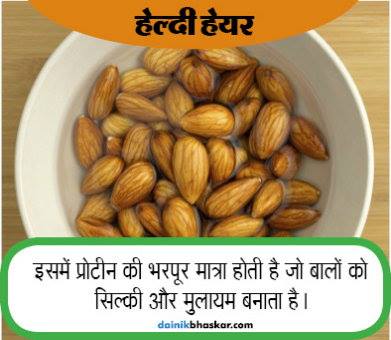 हेल्दी हेयर
इसमें प्रोटीन की भरपूर मात्रा होती है जो बालों को
सिल्की और मुलायम बनाता है।
dainikbhaskar.com